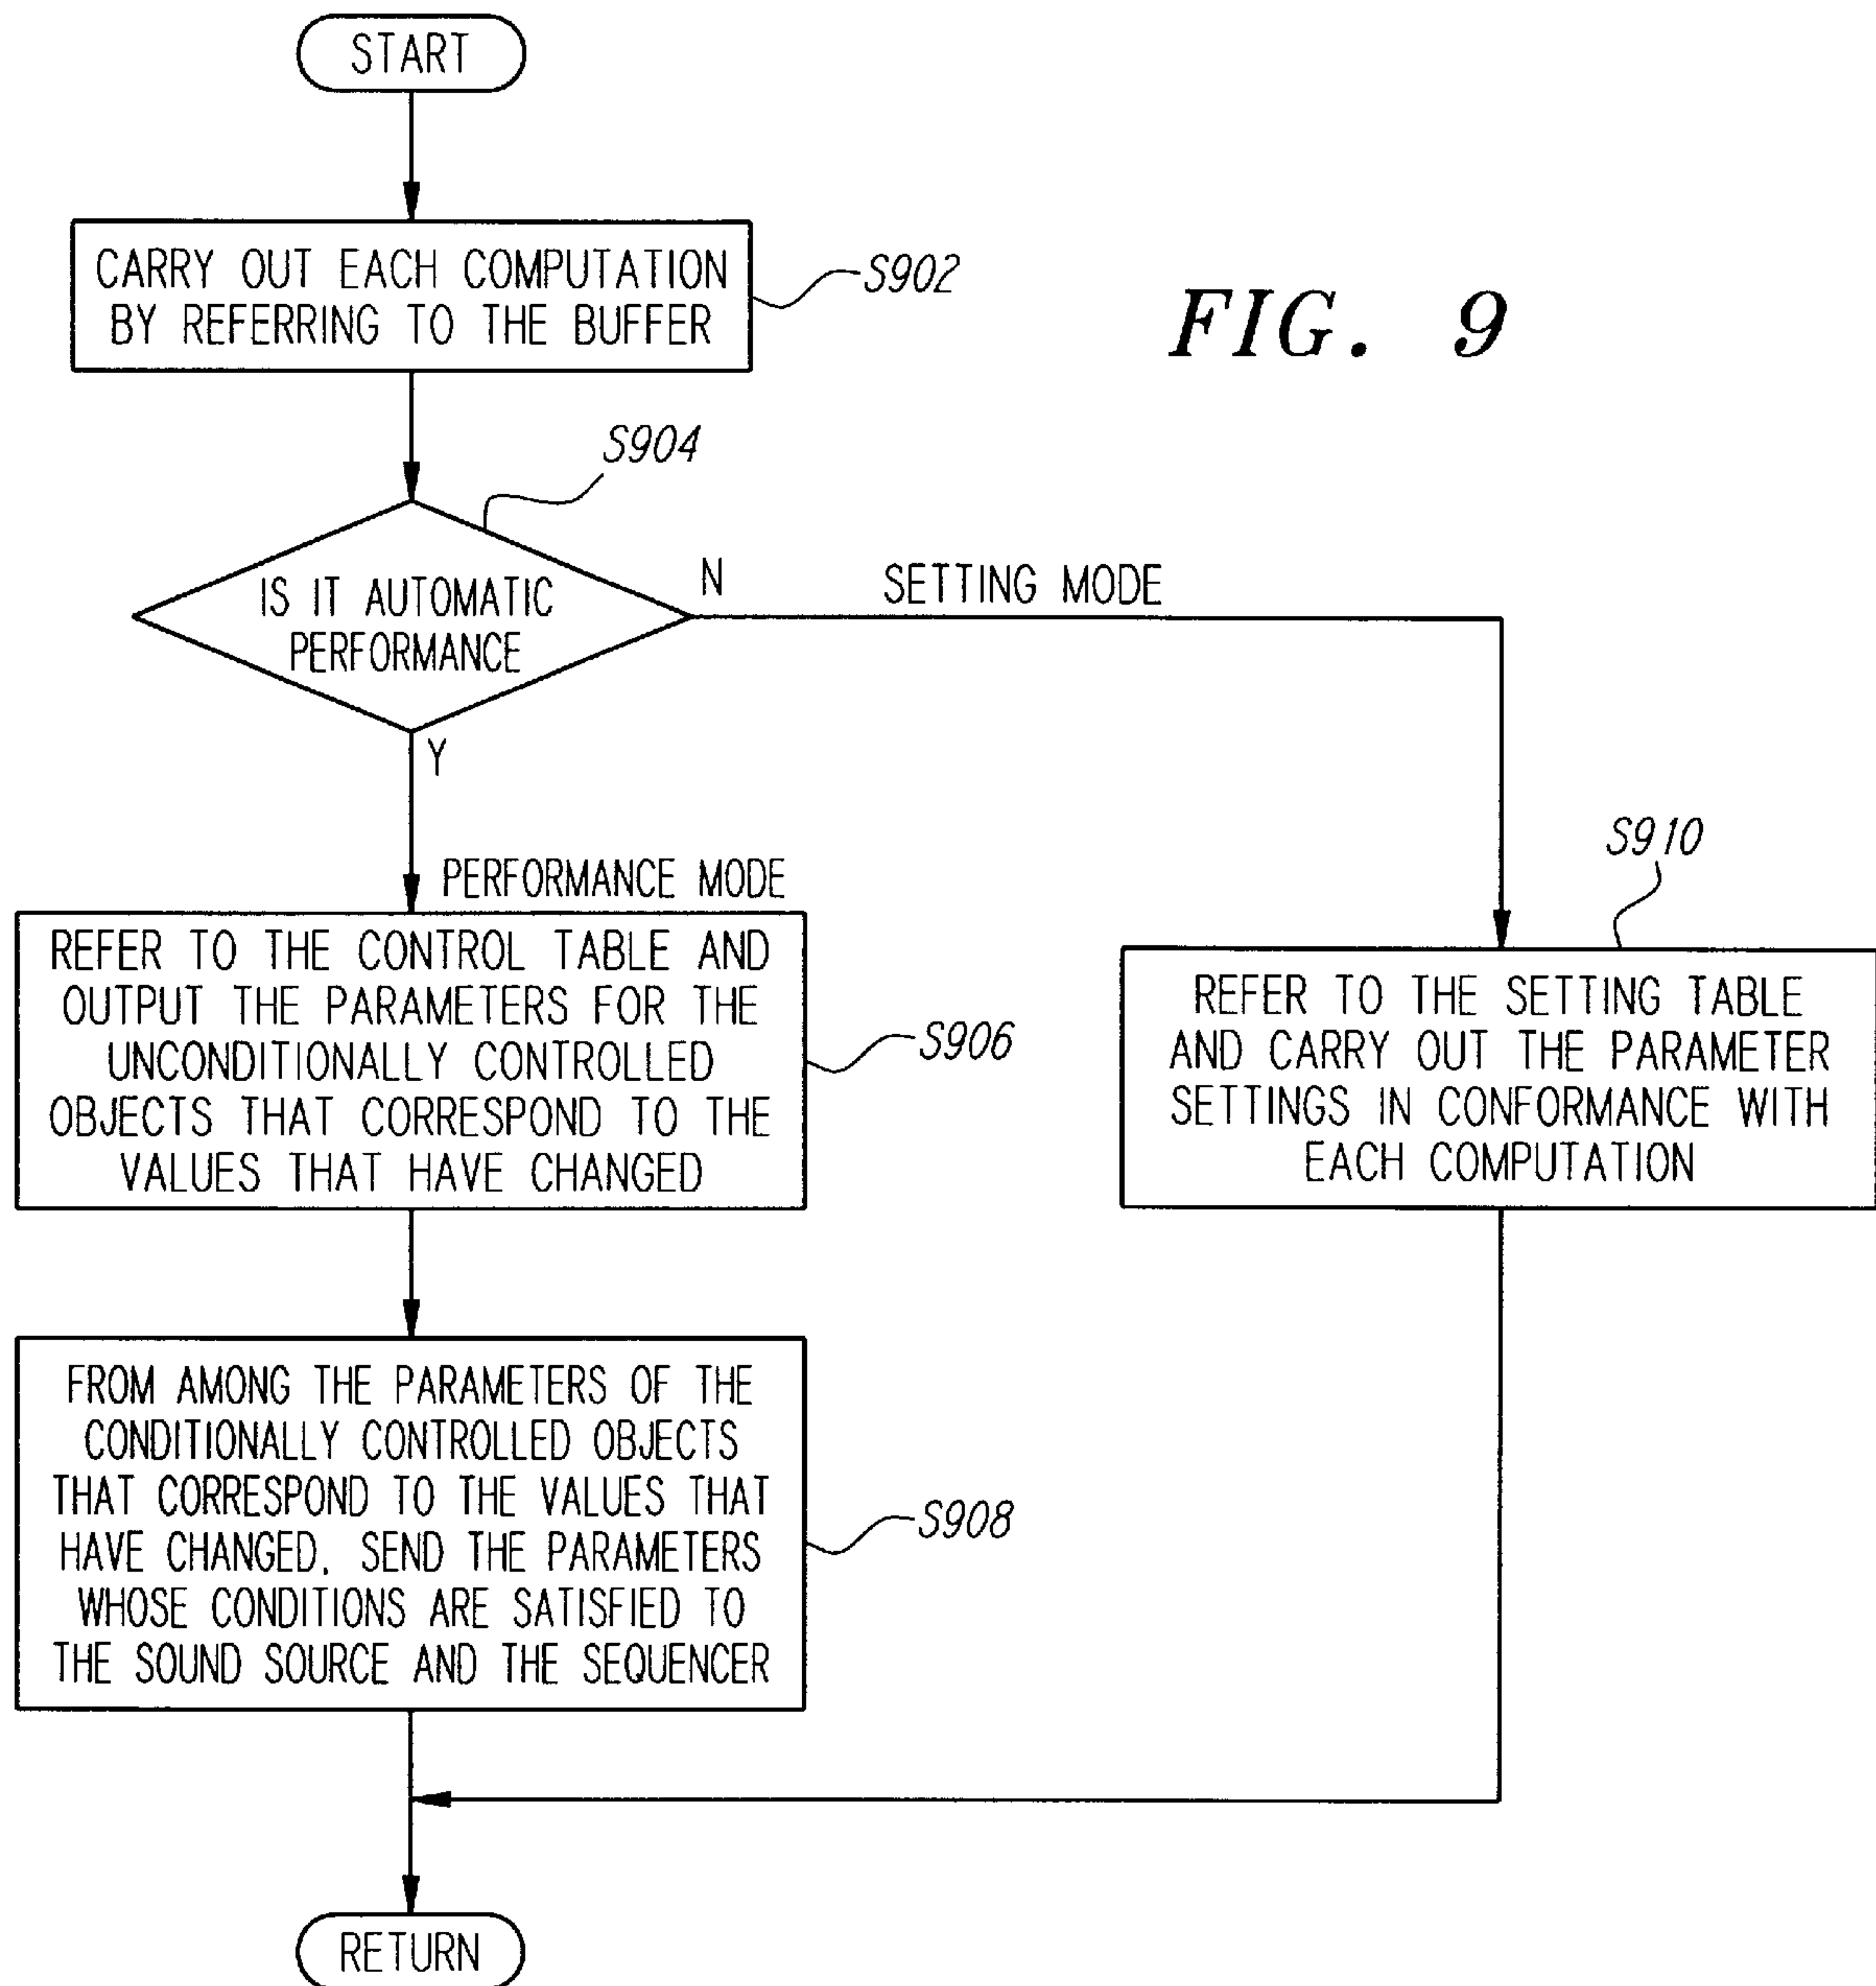 START
CARRY OUT EACH COMPUTATION
BY REFERRING TO THE BUFFER
S902
FIG. 9
S904
IS IT AUTOMATIC
PERFORMANCE
N
SETTING MODE
Y
PERFORMANCE MODE
REFER TO THE CONTROL TABLE AND
OUTPUT THE PARAMETERS FOR THE
UNCONDITIONALLY CONTROLLED
OBJECTS THAT CORRESPOND TO THE
VALUES THAT HAVE CHANGED
S906
S910
REFER TO THE SETTING TABLE
AND CARRY OUT THE PARAMETER
SETTINGS IN CONFORMANCE WITH
EACH COMPUTATION
FROM AMONG THE PARAMETERS OF THE
CONDITIONALLY CONTROLLED OBJECTS
THAT CORRESPOND TO THE VALUES THAT
HAVE CHANGED. SEND THE PARAMETERS
WHOSE CONDITIONS ARE SATISFIED TO
THE SOUND SOURCE AND THE SEQUENCER
S908
RETURN